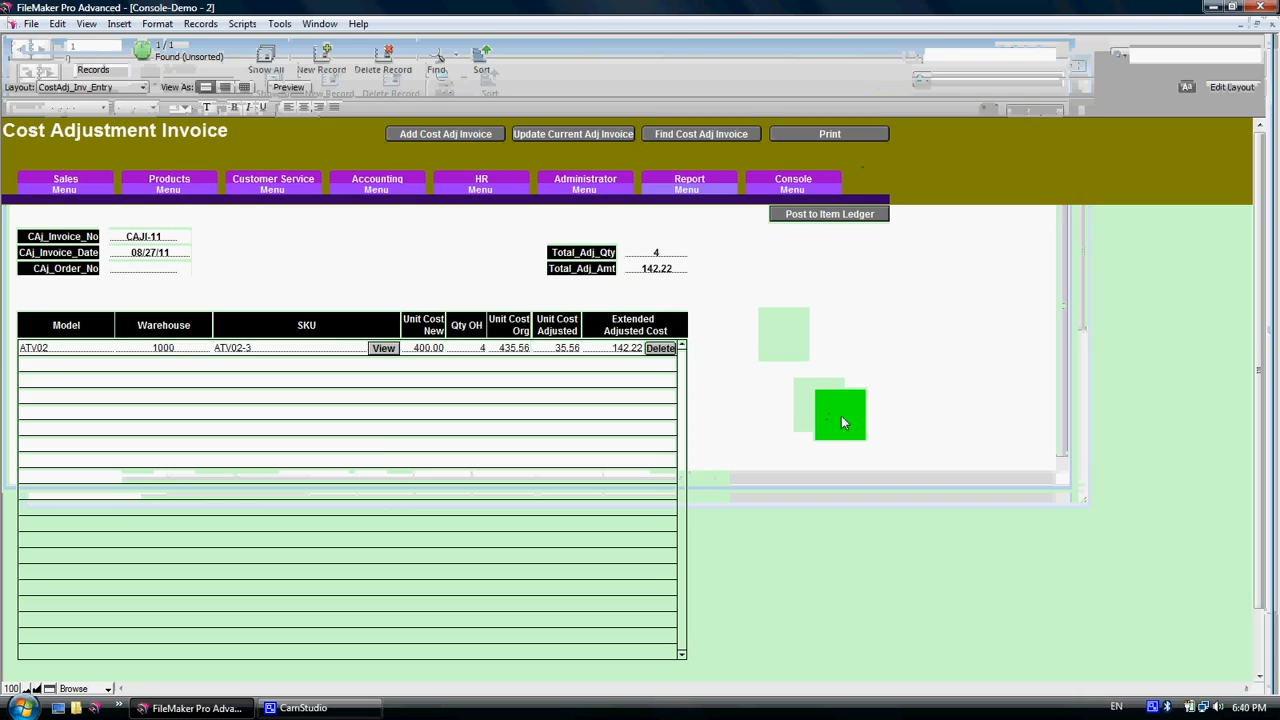 FileMaker Pro Advanced - [Console-Demo - 2]
File Edit View Insert Format Records Scripts Tools Window Help
1
1 / 1
Found (Unsorted)
Records
Show All New Record Delete Record Find Sort
Layout: CostAdj_Inv_Entry View As: Preview Aa Edit Layout
T B I U
Cost Adjustment Invoice
Add Cost Adj Invoice Update Current Adj Invoice Find Cost Adj Invoice Print
Sales Menu
Products Menu
Customer Service Menu
Accounting Menu
HR Menu
Administrator Menu
Report Menu
Console Menu
Post to Item Ledger
CAj_Invoice_No CAJI-11
CAj_Invoice_Date 08/27/11
CAj_Order_No
Total_Adj_Qty 4
Total_Adj_Amt 142.22
Model Warehouse SKU Unit Cost New Qty OH Unit Cost Org Unit Cost Adjusted Extended Adjusted Cost
ATV02 1000 ATV02-3 View 400.00 4 435.56 35.56 142.22 Delete
100 Browse
FileMaker Pro Adva... CamStudio EN 6:40 PM